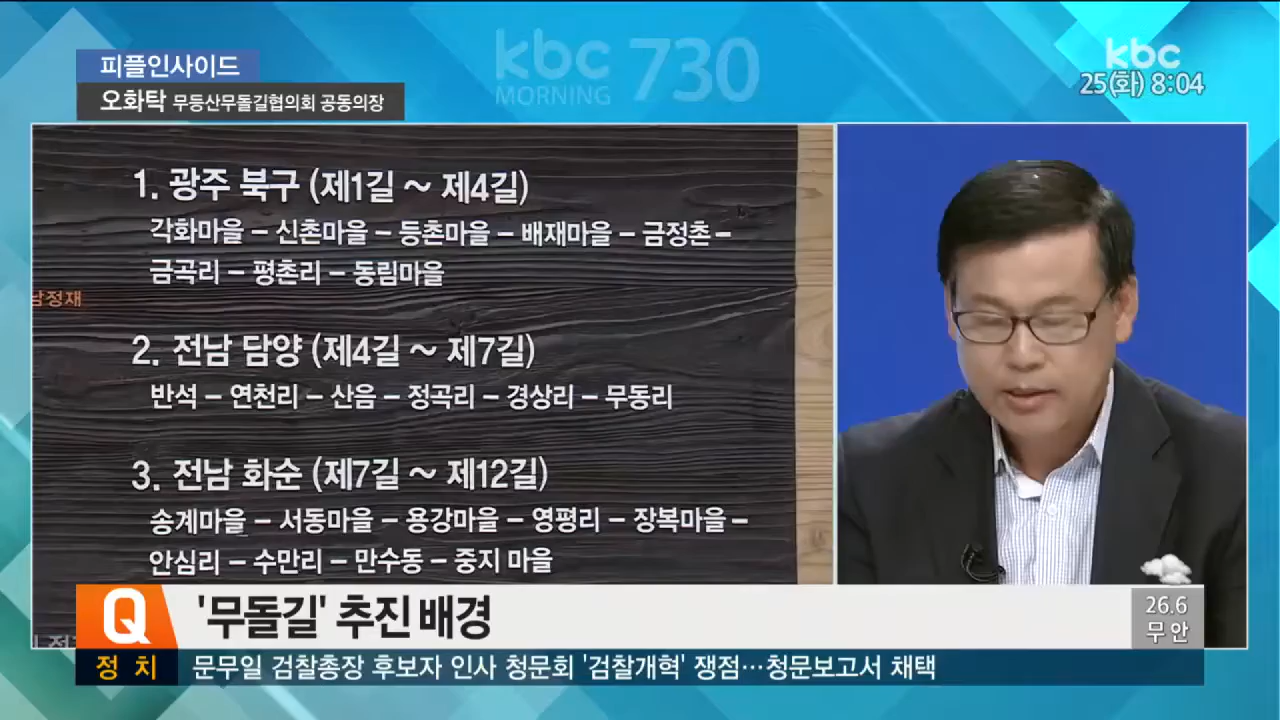 kbc 730
MORNING
kbc
25(화) 8:04
피플인사이드
오화탁 무등산무돌길협의회 공동의장
1. 광주 북구 (제1길 ~ 제4길)
각화마을 – 신촌마을 – 등촌마을 – 배재마을 – 금정촌 –
금곡리 – 평촌리 – 동림마을
남정재
2. 전남 담양 (제4길 ~ 제7길)
반석 – 연천리 – 산음 – 정곡리 – 경상리 – 무동리
3. 전남 화순 (제7길 ~ 제12길)
송계마을 – 서동마을 – 용강마을 – 영평리 – 장복마을 –
안심리 – 수만리 – 만수동 – 중지 마을
Q '무돌길' 추진 배경
26.6
무 안
정 치 문무일 검찰총장 후보자 인사 청문회 '검찰개혁' 쟁점…청문보고서 채택